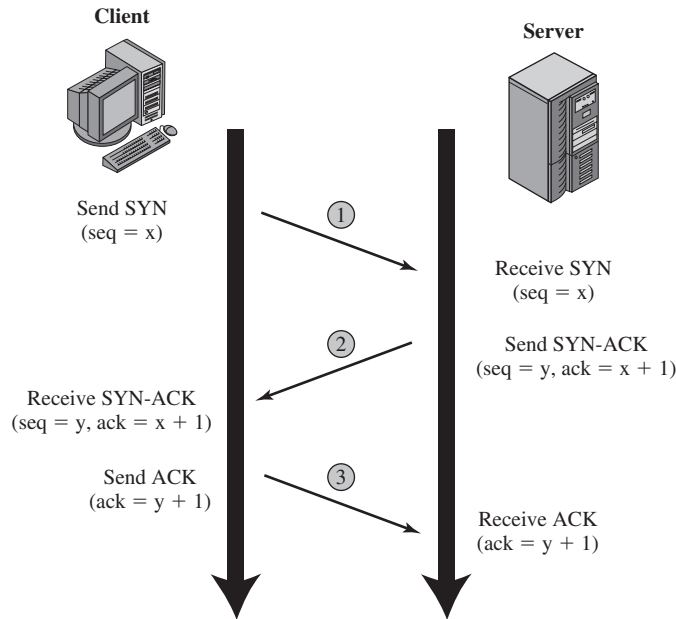 Client
Server
Send SYN
(seq = x)
1
Receive SYN
(seq = x)
2
Send SYN-ACK
(seq = y, ack = x + 1)
Receive SYN-ACK
(seq = y, ack = x + 1)
Send ACK
(ack = y + 1)
3
Receive ACK
(ack = y + 1)